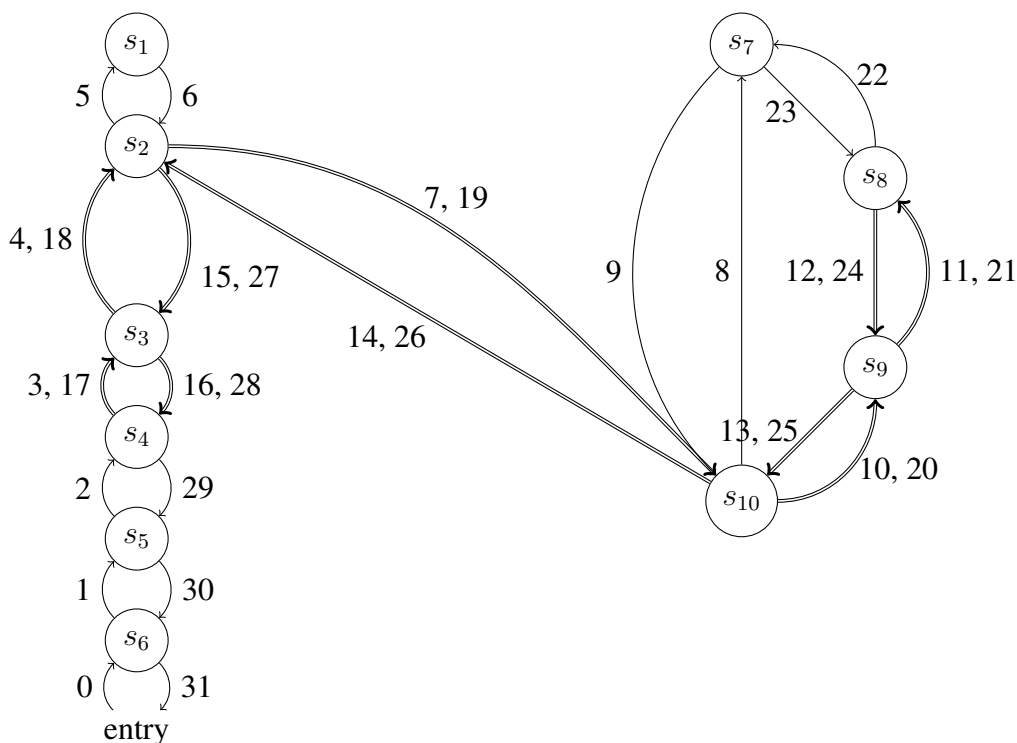 s₁
s₇
5
6
22
23
s₂
s₈
7, 19
4, 18
15, 27
9
8
12, 24
11, 21
14, 26
s₃
s₉
3, 17
16, 28
s₄
13, 25
10, 20
2
29
s₁₀
s₅
1
30
s₆
0
31
entry